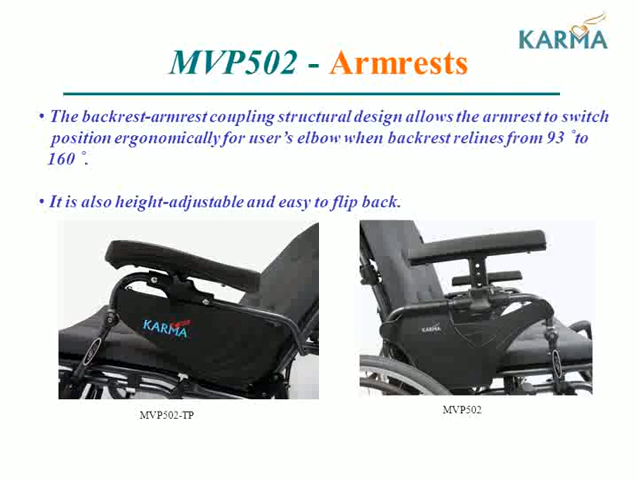 KARMA
MVP502 - Armrests
• The backrest-armrest coupling structural design allows the armrest to switch
position ergonomically for user's elbow when backrest relines from 93 ˚to
160 ˚.
• It is also height-adjustable and easy to flip back.
KARMA
KARMA
MVP502-TP
MVP502